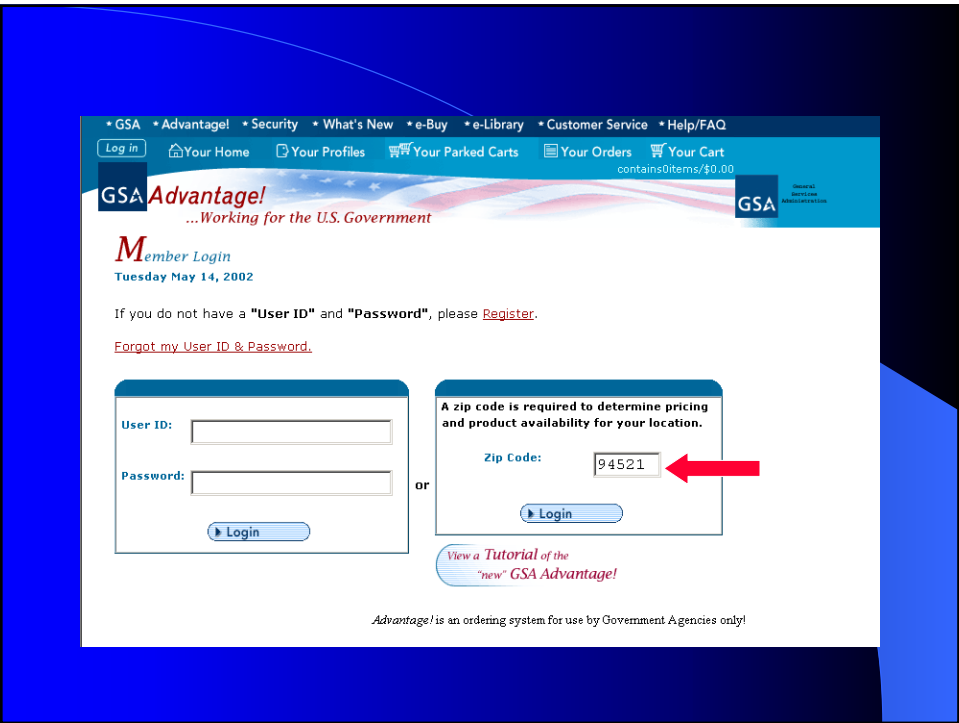 * GSA * Advantage! * Security * What's New * e-Buy * e-Library * Customer Service * Help/FAQ
Log in Your Home Your Profiles Your Parked Carts Your Orders Your Cart
contains0items/$0.00
GSA Advantage!
...Working for the U.S. Government
GSA
General
Services
Administration
Member Login
Tuesday May 14, 2002
If you do not have a "User ID" and "Password", please Register.
Forgot my User ID & Password.
User ID:
Password:
Login
or
A zip code is required to determine pricing
and product availability for your location.
Zip Code: 94521
Login
View a Tutorial of the
"new" GSA Advantage!
Advantage! is an ordering system for use by Government Agencies only!